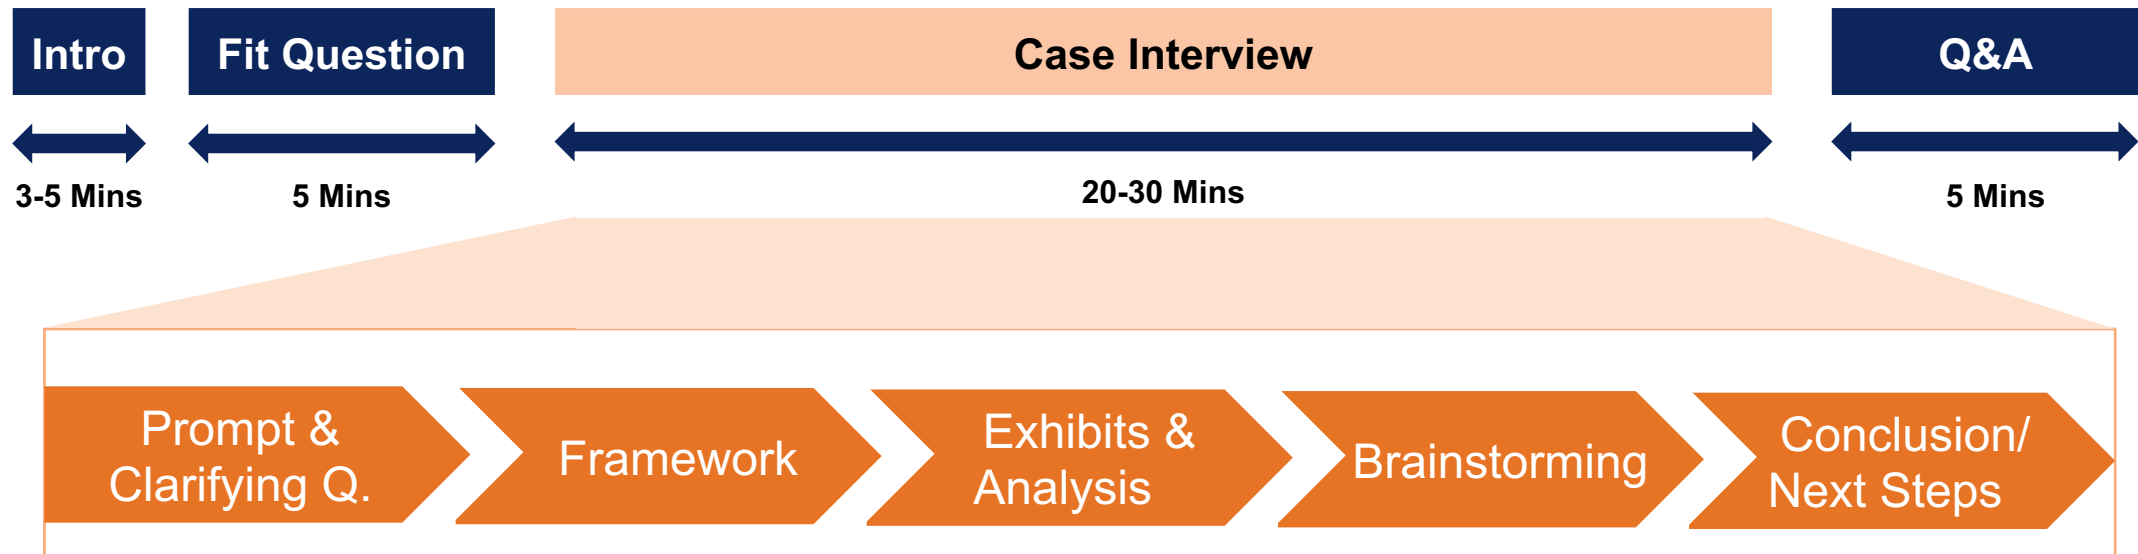 Intro
Fit Question
Case Interview
Q&A
3-5 Mins
5 Mins
20-30 Mins
5 Mins
Prompt &
Clarifying Q.
Framework
Exhibits &
Analysis
Brainstorming
Conclusion/
Next Steps